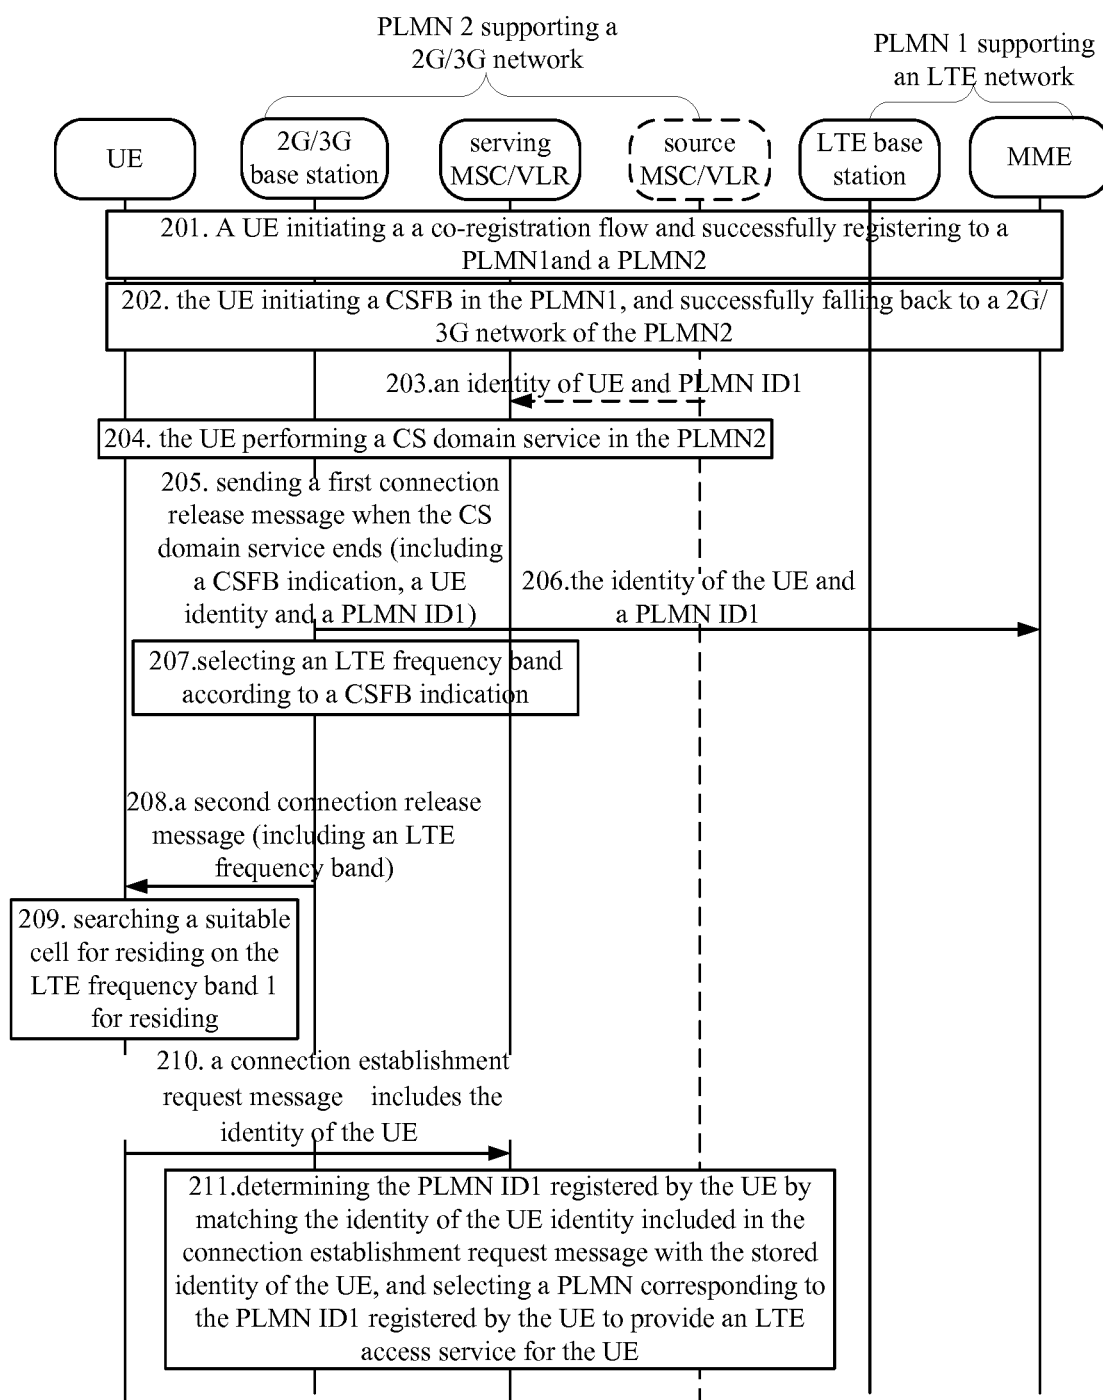 PLMN 2 supporting a
2G/3G network
PLMN 1 supporting
an LTE network
UE
2G/3G
base station
serving
MSC/VLR
source
MSC/VLR
LTE base
station
MME
201. A UE initiating a a co-registration flow and successfully registering to a
PLMN1and a PLMN2
202. the UE initiating a CSFB in the PLMN1, and successfully falling back to a 2G/
3G network of the PLMN2
203.an identity of UE and PLMN ID1
204. the UE performing a CS domain service in the PLMN2
205. sending a first connection
release message when the CS
domain service ends (including
a CSFB indication, a UE
identity and a PLMN ID1)
206.the identity of the UE and
a PLMN ID1
207.selecting an LTE frequency band
according to a CSFB indication
208.a second connection release
message (including an LTE
frequency band)
209. searching a suitable
cell for residing on the
LTE frequency band 1
for residing
210. a connection establishment
request message includes the
identity of the UE
211.determining the PLMN ID1 registered by the UE by
matching the identity of the UE identity included in the
connection establishment request message with the stored
identity of the UE, and selecting a PLMN corresponding to
the PLMN ID1 registered by the UE to provide an LTE
access service for the UE